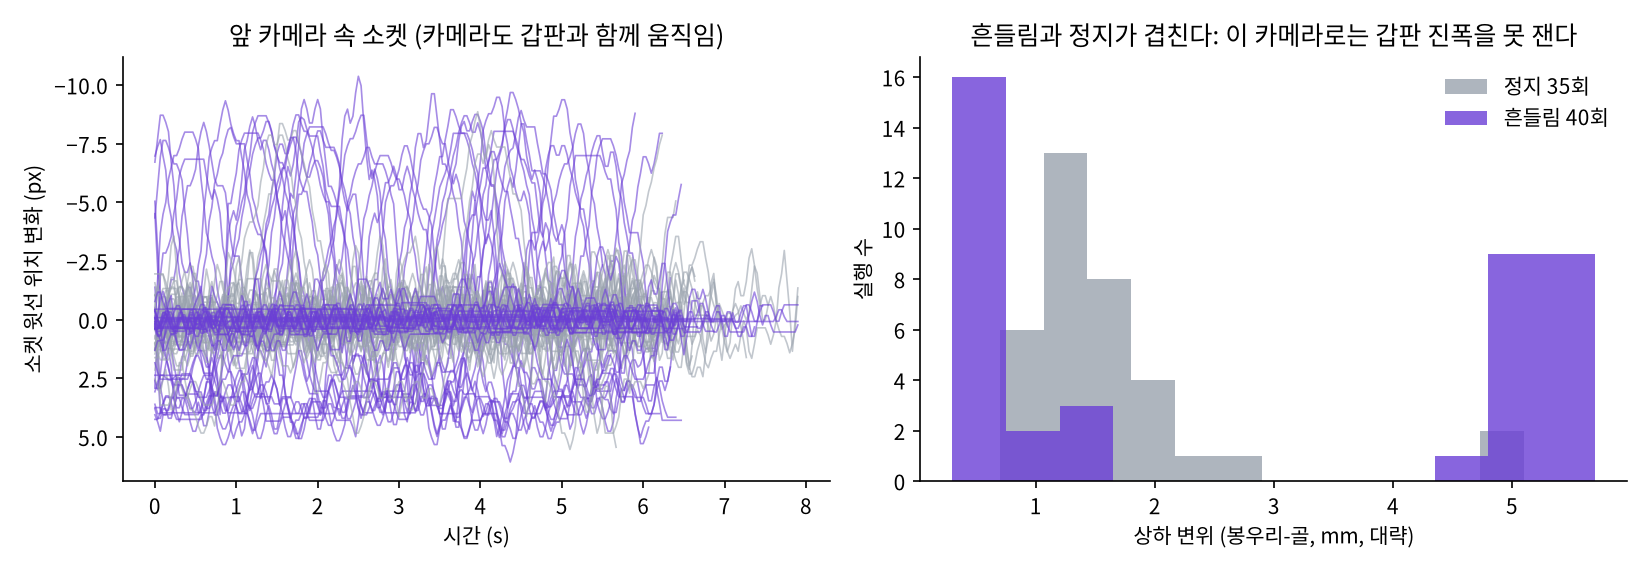 앞 카메라 속 소켓 (카메라도 갑판과 함께 움직임)
소켓 윗선 위치 변화 (px)
−10.0
−7.5
−5.0
−2.5
0.0
2.5
5.0
0 1 2 3 4 5 6 7 8
시간 (s)
흔들림과 정지가 겹친다: 이 카메라로는 갑판 진폭을 못 잰다
실행 수
16
14
12
10
8
6
4
2
0
정지 35회
흔들림 40회
1 2 3 4 5
상하 변위 (봉우리-골, mm, 대략)